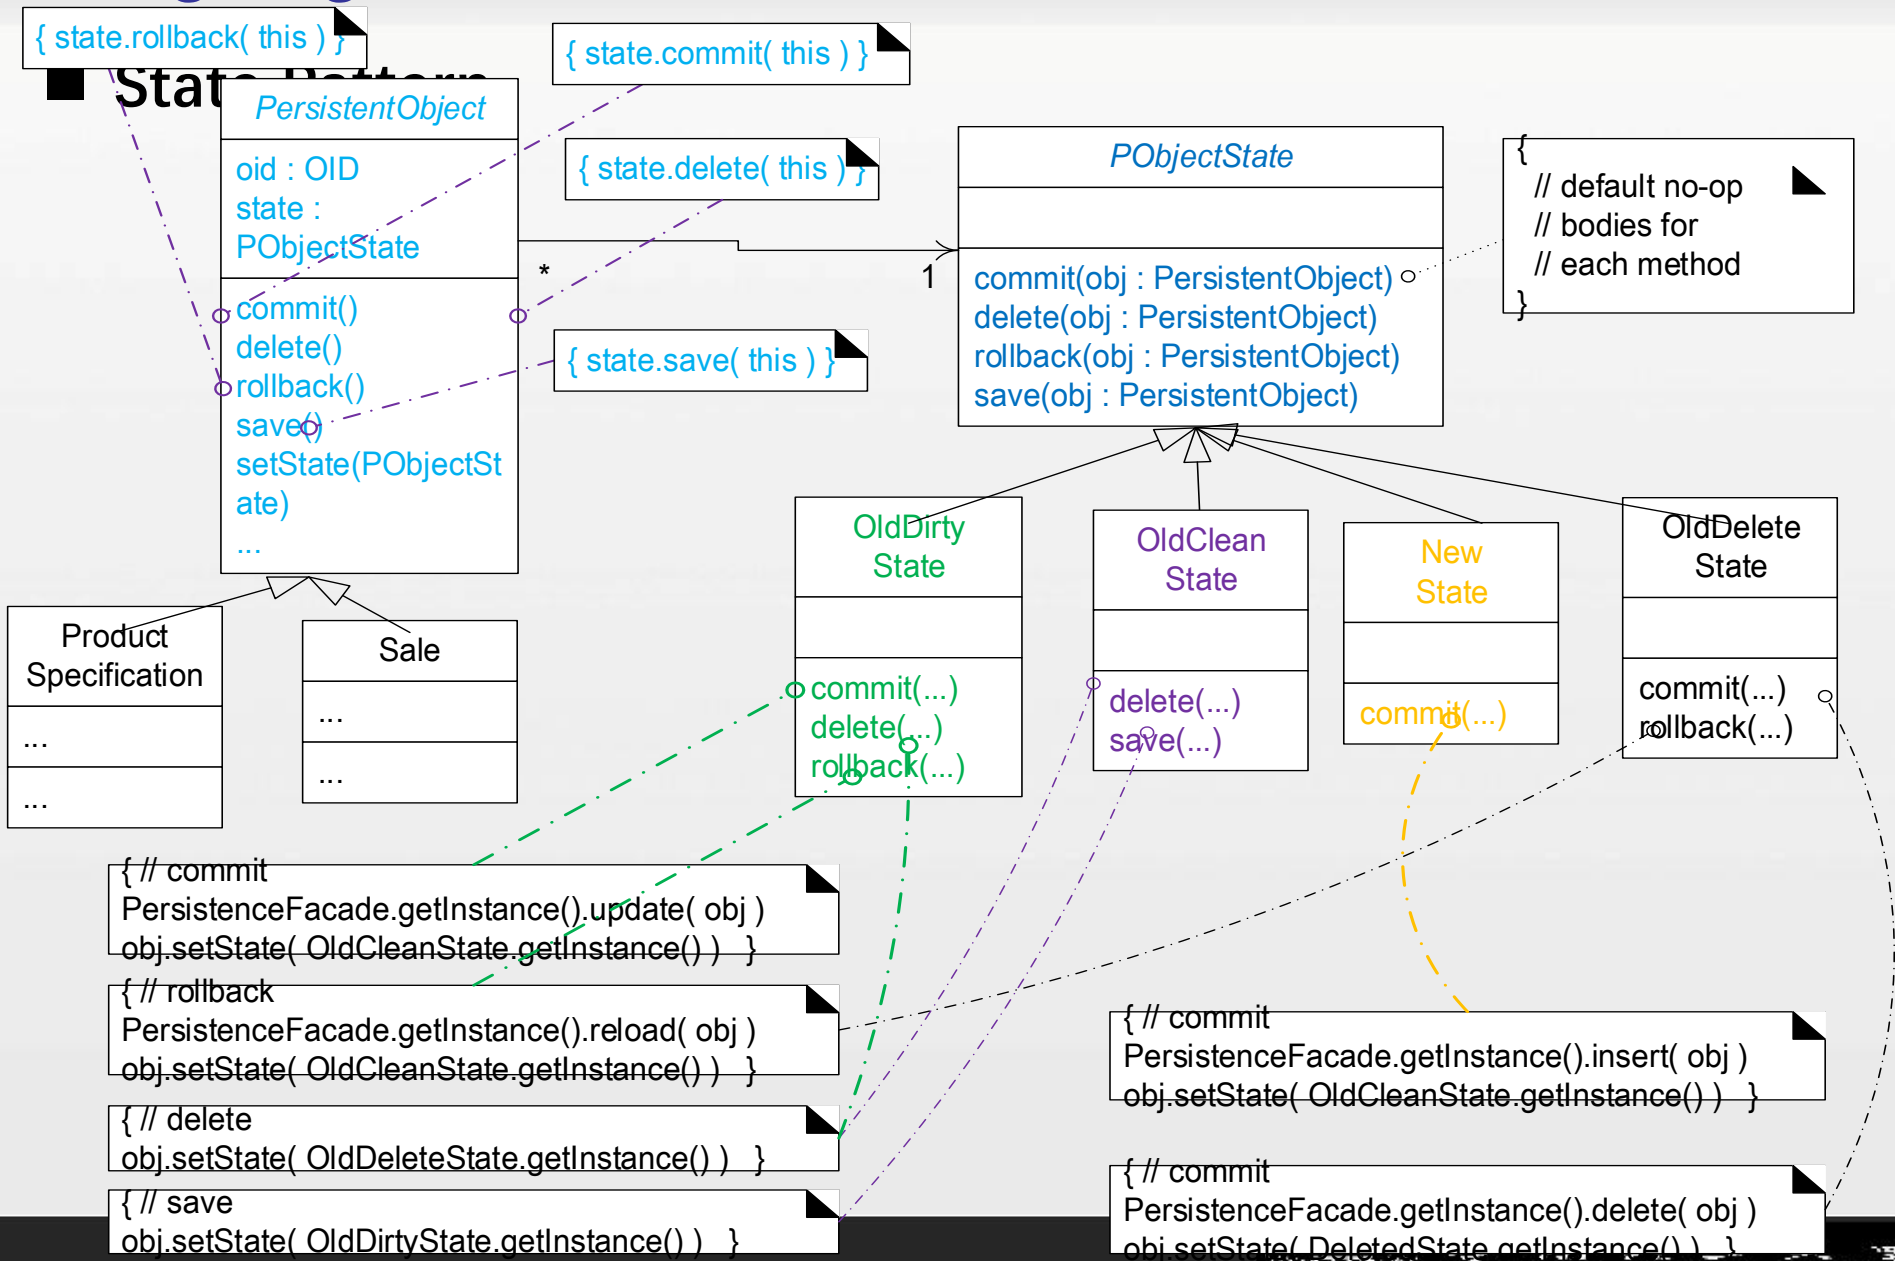 { state.rollback( this ) }
{ state.commit( this ) }
■ State Pattern
PersistentObject
oid : OID
state :
PObjectState
commit()
delete()
rollback()
save()
setState(PObjectSt
ate)
...
{ state.delete( this ) }
{ state.save( this ) }
*
1
PObjectState
commit(obj : PersistentObject)
delete(obj : PersistentObject)
rollback(obj : PersistentObject)
save(obj : PersistentObject)
{
// default no-op
// bodies for
// each method
}
Product
Specification
...
...
Sale
...
...
OldDirty
State
commit(...)
delete(...)
rollback(...)
OldClean
State
delete(...)
save(...)
New
State
commit(...)
OldDelete
State
commit(...)
rollback(...)
{ // commit
PersistenceFacade.getInstance().update( obj )
obj.setState( OldCleanState.getInstance() ) }
{ // rollback
PersistenceFacade.getInstance().reload( obj )
obj.setState( OldCleanState.getInstance() ) }
{ // delete
obj.setState( OldDeleteState.getInstance() ) }
{ // save
obj.setState( OldDirtyState.getInstance() ) }
{ // commit
PersistenceFacade.getInstance().insert( obj )
obj.setState( OldCleanState.getInstance() ) }
{ // commit
PersistenceFacade.getInstance().delete( obj )
obj.setState( DeletedState.getInstance() ) }